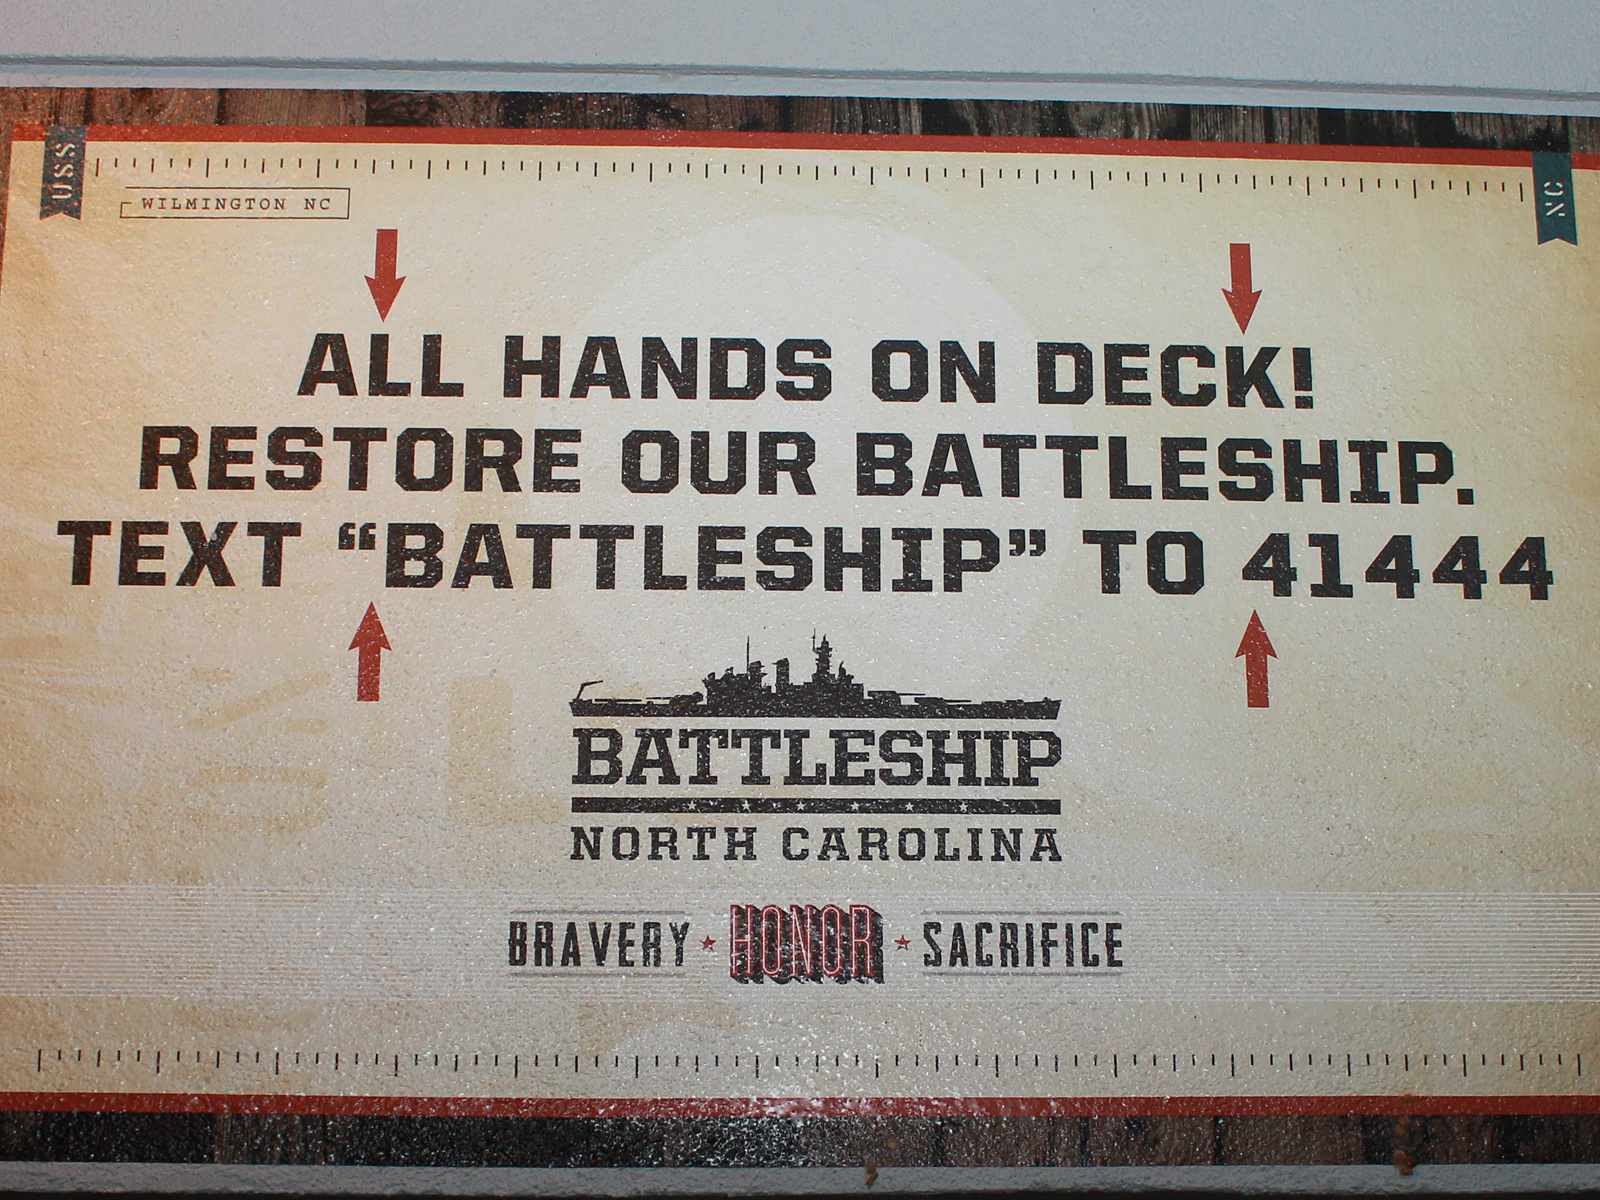 USS
NC
WILMINGTON NC
ALL HANDS ON DECK!
RESTORE OUR BATTLESHIP.
TEXT “BATTLESHIP” TO 41444
BATTLESHIP
NORTH CAROLINA
BRAVERY HONOR SACRIFICE